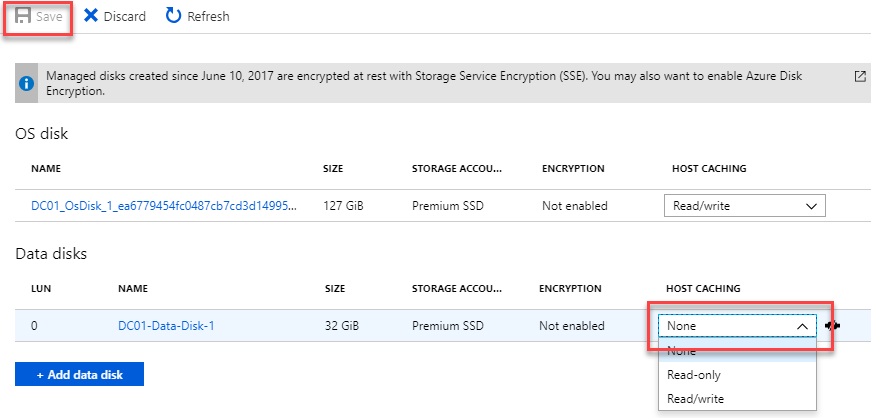 Save Discard Refresh
Managed disks created since June 10, 2017 are encrypted at rest with Storage Service Encryption (SSE). You may also want to enable Azure Disk
Encryption.
OS disk
NAME SIZE STORAGE ACCOU... ENCRYPTION HOST CACHING
DC01_OsDisk_1_ea6779454fc0487cb7cd3d14995... 127 GiB Premium SSD Not enabled Read/write
Data disks
LUN NAME SIZE STORAGE ACCOU... ENCRYPTION HOST CACHING
0 DC01-Data-Disk-1 32 GiB Premium SSD Not enabled None
None
+ Add data disk Read-only
Read/write